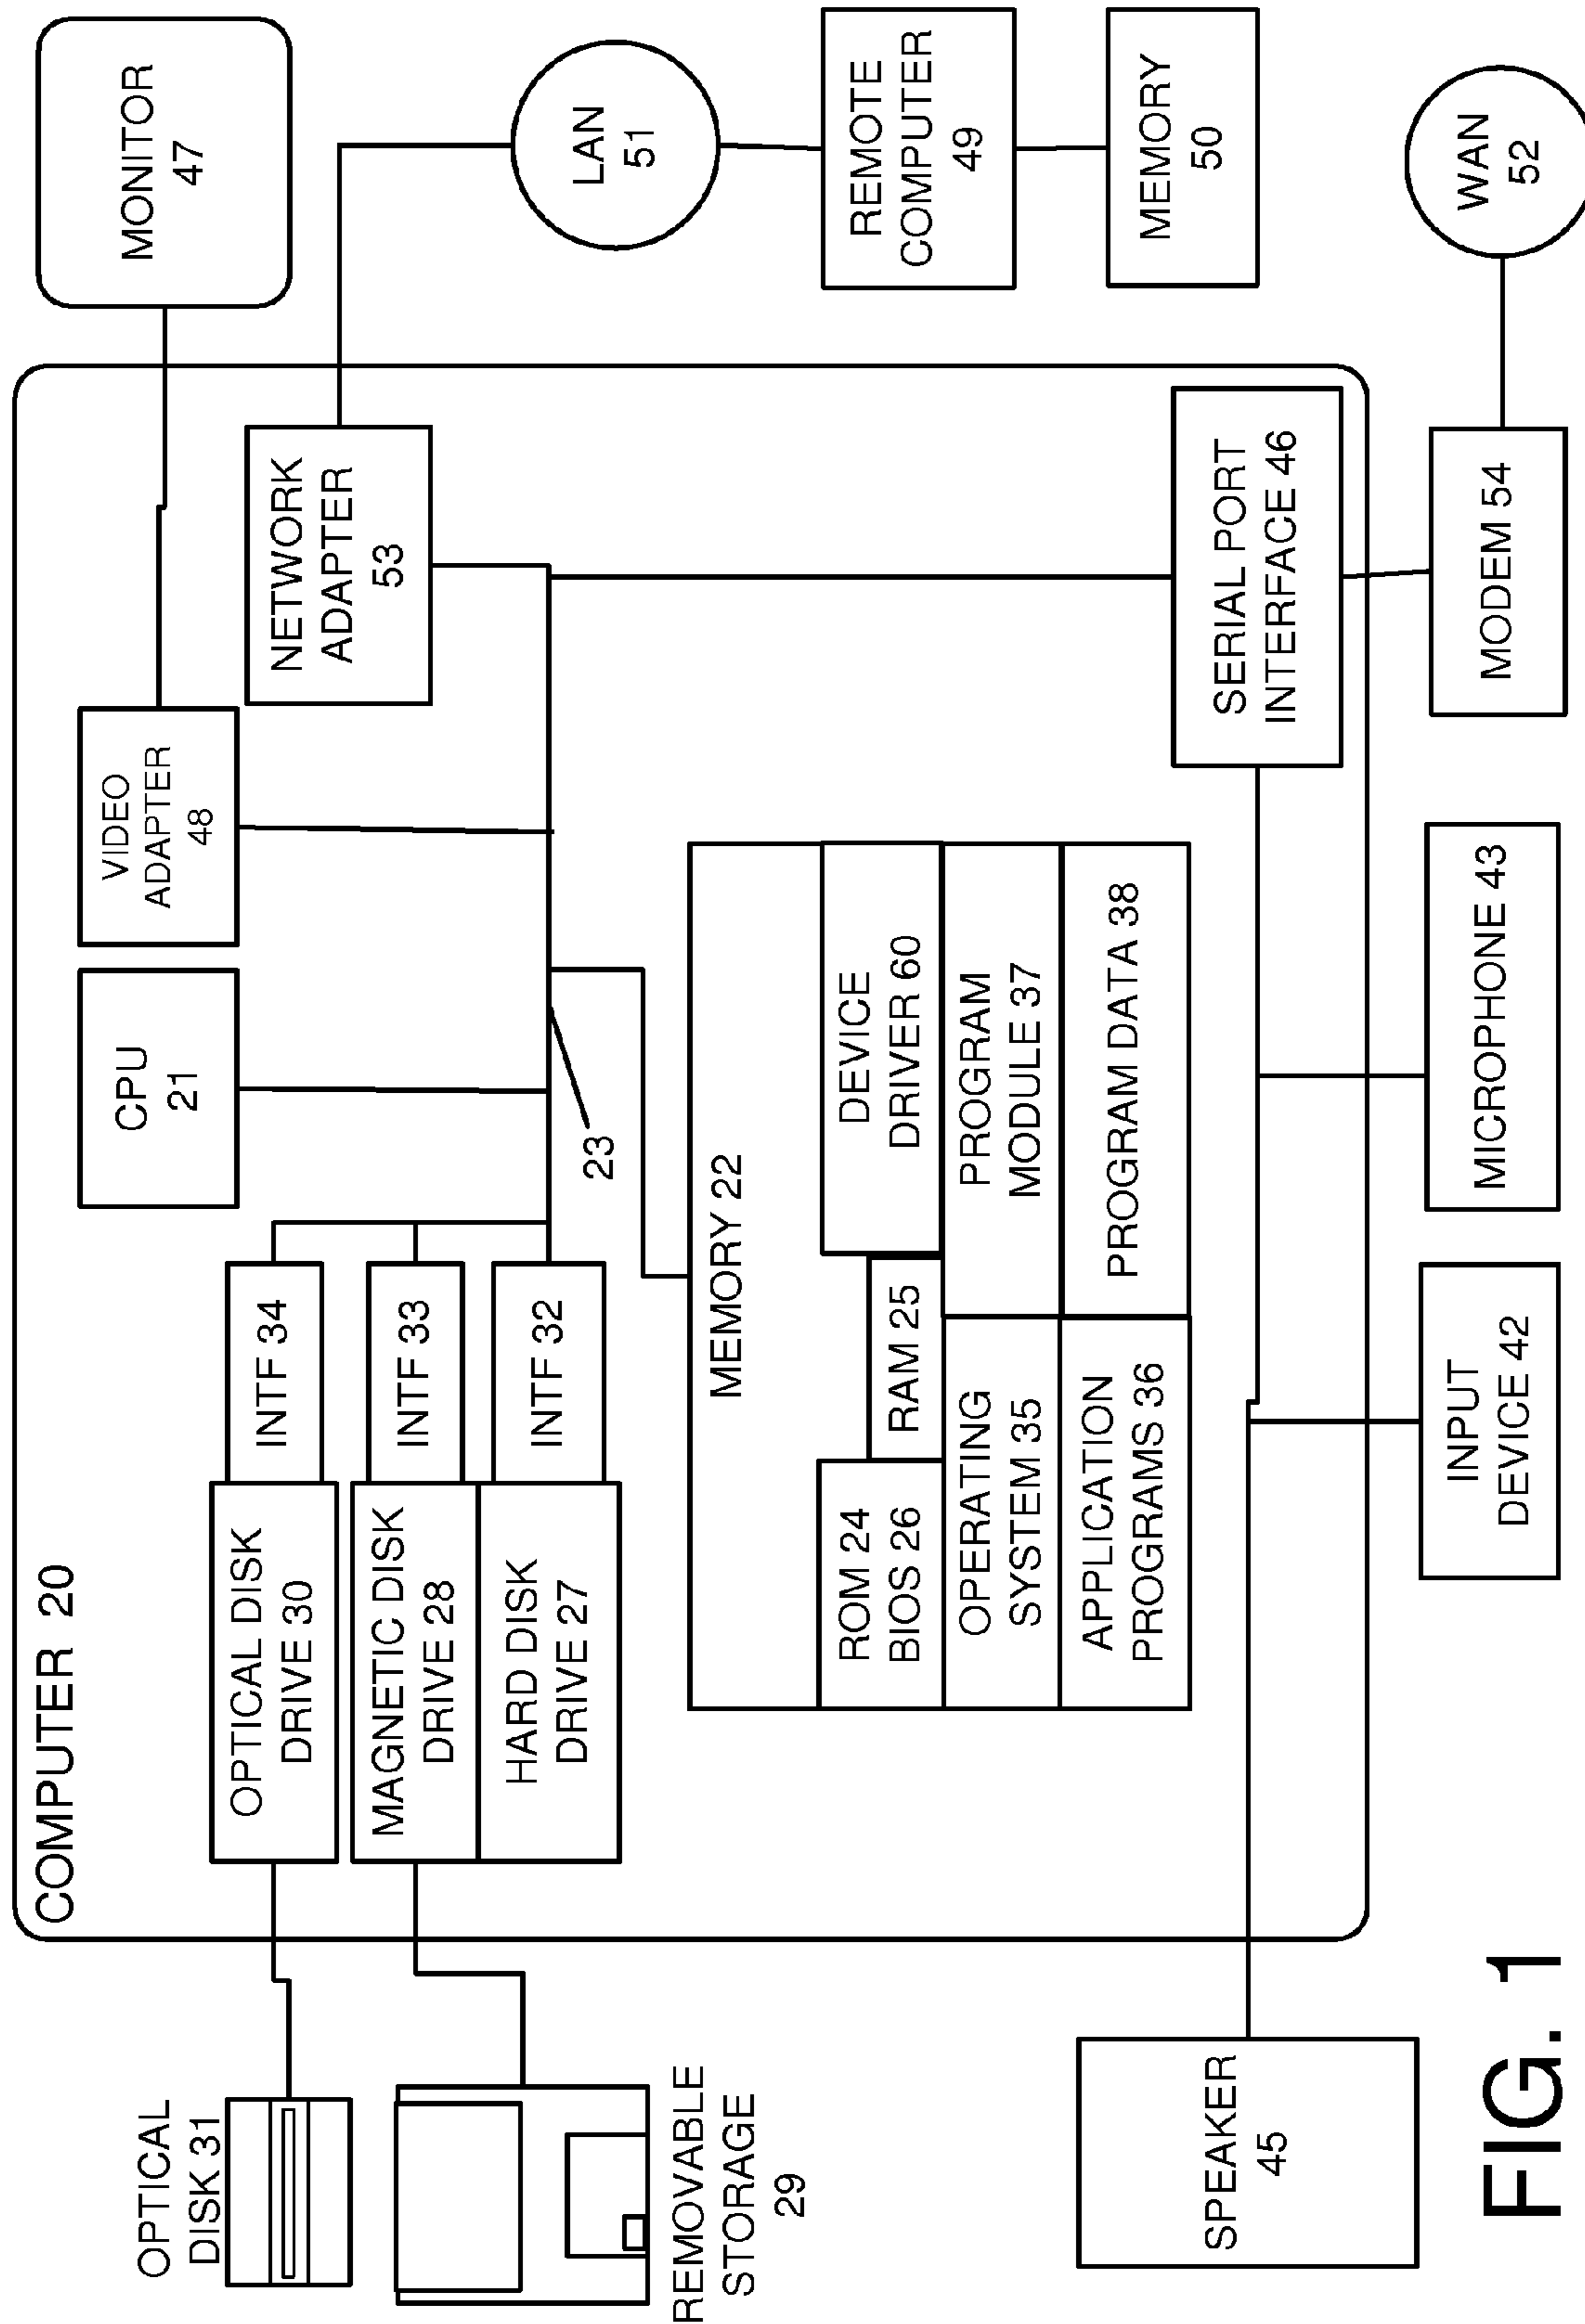 COMPUTER 20
OPTICAL
DISK 31
OPTICAL DISK
DRIVE 30
INTF 34
CPU
21
VIDEO
ADAPTER
48
MONITOR
47
MAGNETIC DISK
DRIVE 28
INTF 33
NETWORK
ADAPTER
53
HARD DISK
DRIVE 27
INTF 32
23
LAN
51
REMOVABLE
STORAGE
29
MEMORY 22
ROM 24
BIOS 26
RAM 25
DEVICE
DRIVER 60
REMOTE
COMPUTER
49
OPERATING
SYSTEM 35
PROGRAM
MODULE 37
APPLICATION
PROGRAMS 36
PROGRAM DATA 38
MEMORY
50
SPEAKER
45
SERIAL PORT
INTERFACE 46
INPUT
DEVICE 42
MICROPHONE 43
MODEM 54
WAN
52
FIG. 1